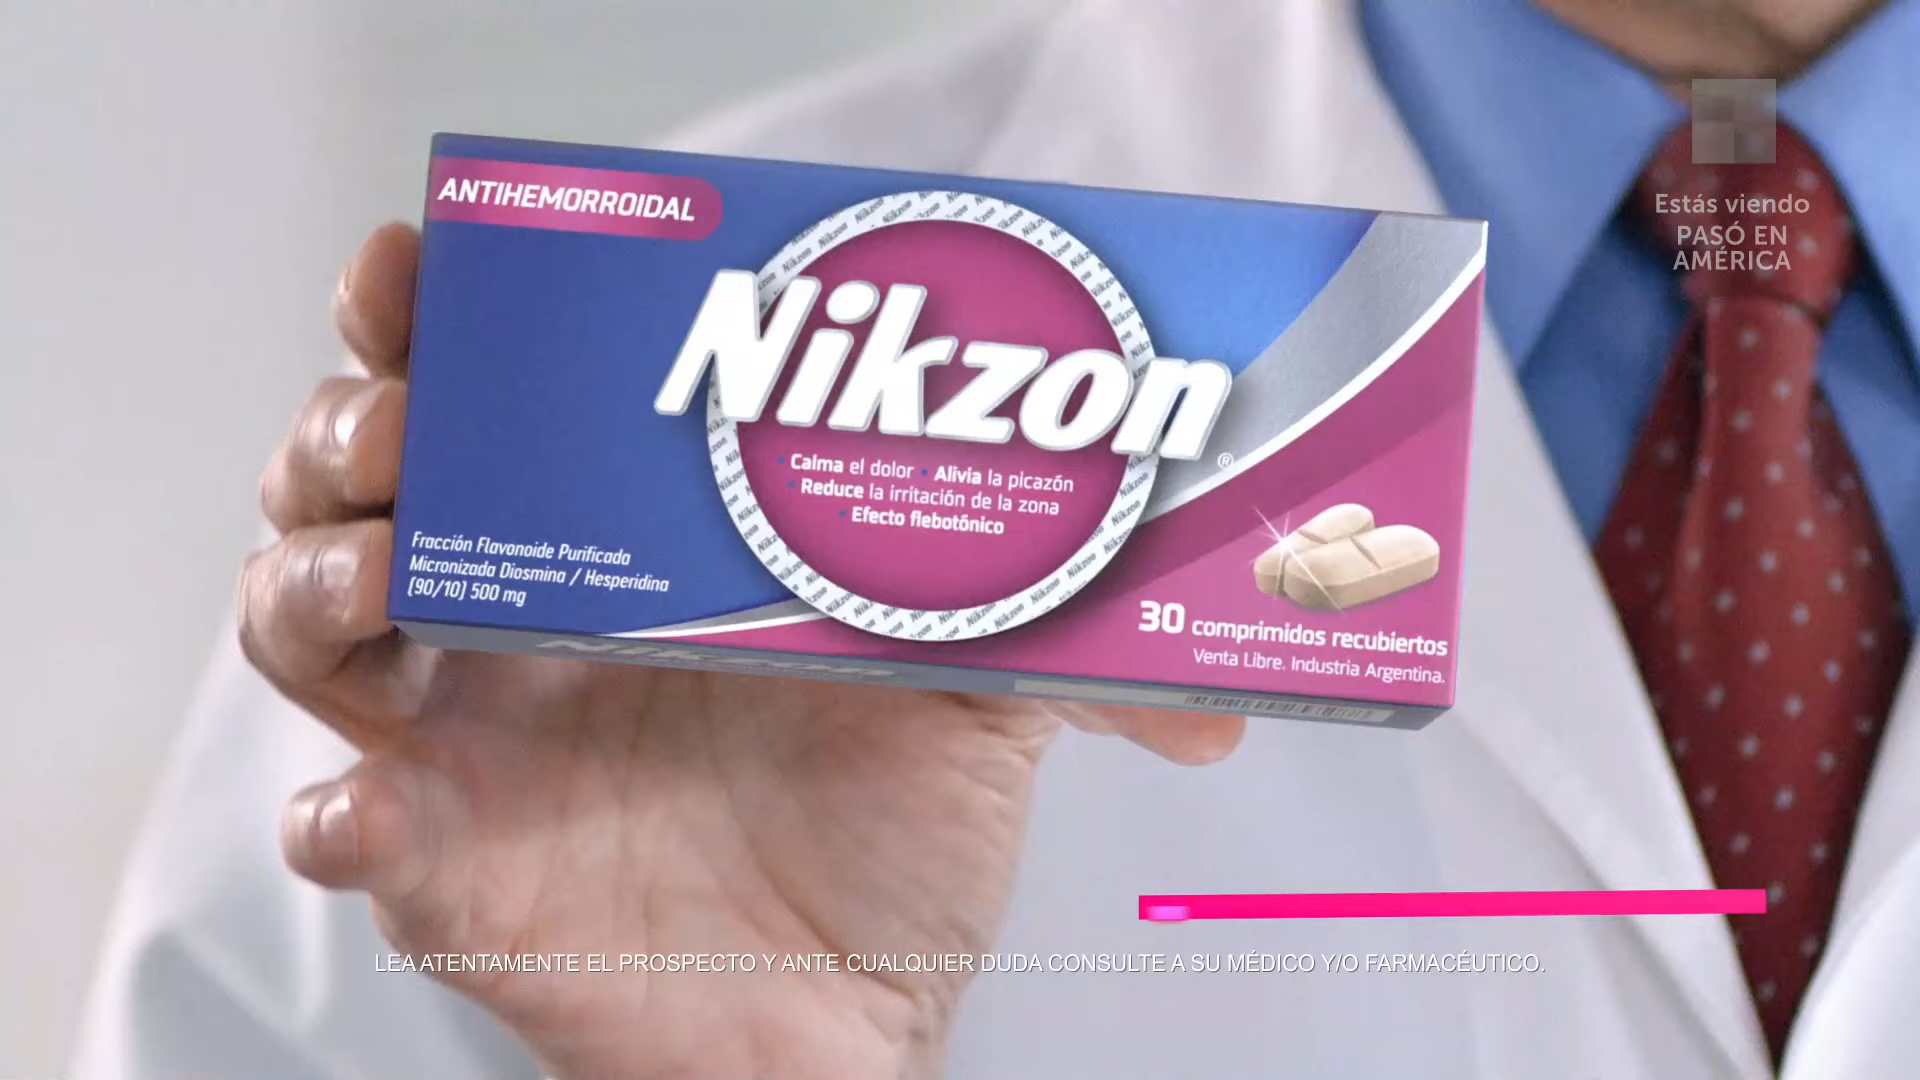 ANTIHEMORROIDAL
Nikzon
®
Calma el dolor • Alivia la picazón
• Reduce la irritación de la zona
• Efecto flebotónico
Fracción Flavonoide Purificada
Micronizada Diosmina / Hesperidina
(90/10) 500 mg
30 comprimidos recubiertos
Venta Libre. Industria Argentina.
Nikzon
Estás viendo
PASÓ EN
AMÉRICA
LEA ATENTAMENTE EL PROSPECTO Y ANTE CUALQUIER DUDA CONSULTE A SU MÉDICO Y/O FARMACÉUTICO.